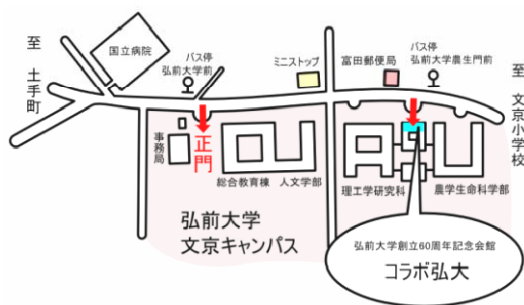 至 土手町
国立病院
バス停
弘前大学前
ミニストップ
富田郵便局
バス停
弘前大学農生門前
至 文京小学校
事務局
正門
総合教育棟
人文学部
理工学研究科
農学生命科学部
弘前大学
文京キャンパス
弘前大学創立60周年記念会館
コラボ弘大